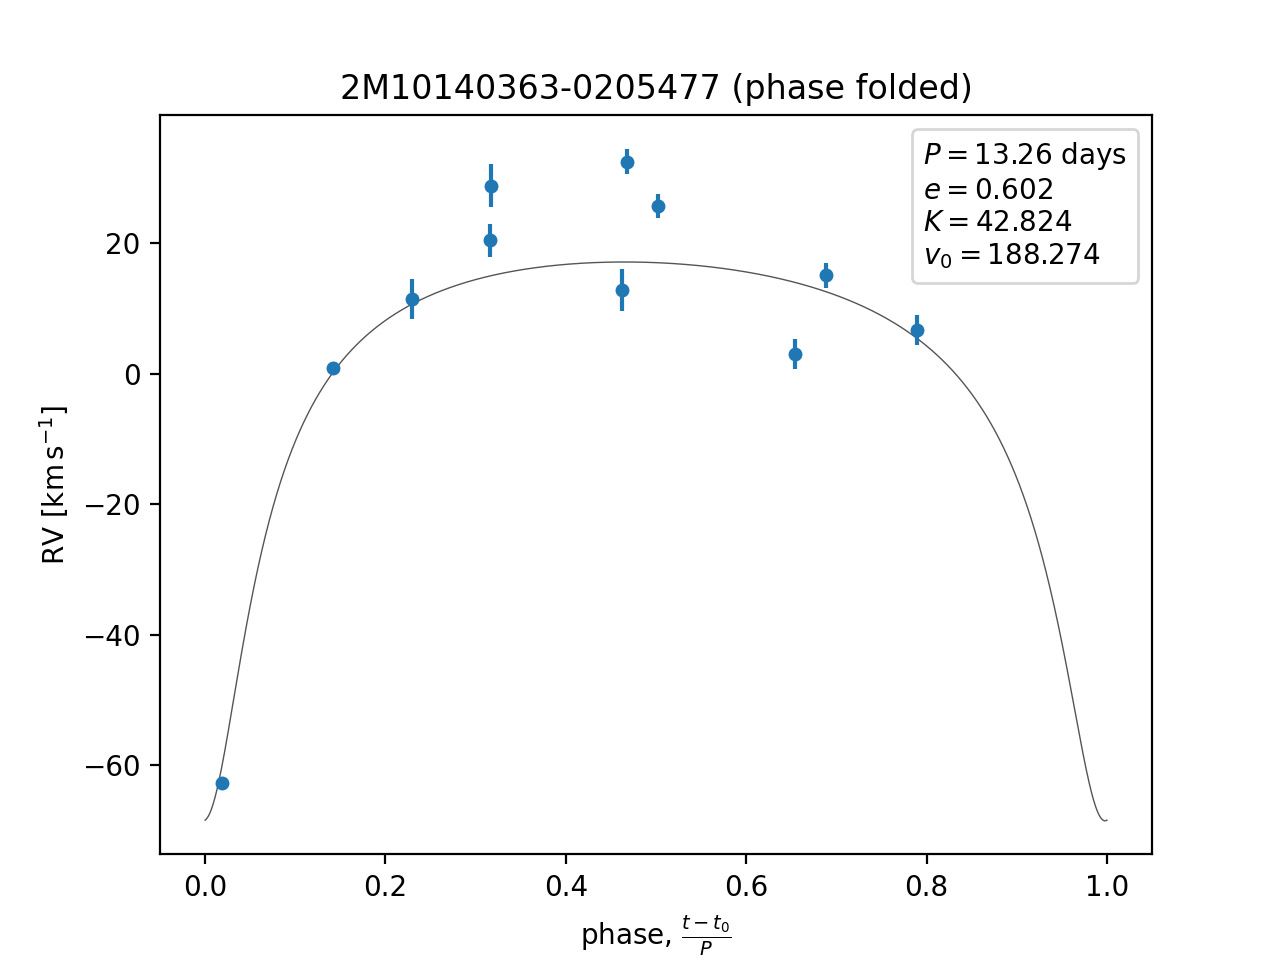 2M10140363-0205477 (phase folded)
P = 13.26 days
e = 0.602
K = 42.824
v₀ = 188.274
20
0
−20
−40
−60
RV [km s⁻¹]
0.0 0.2 0.4 0.6 0.8 1.0
phase, (t − t₀)/P